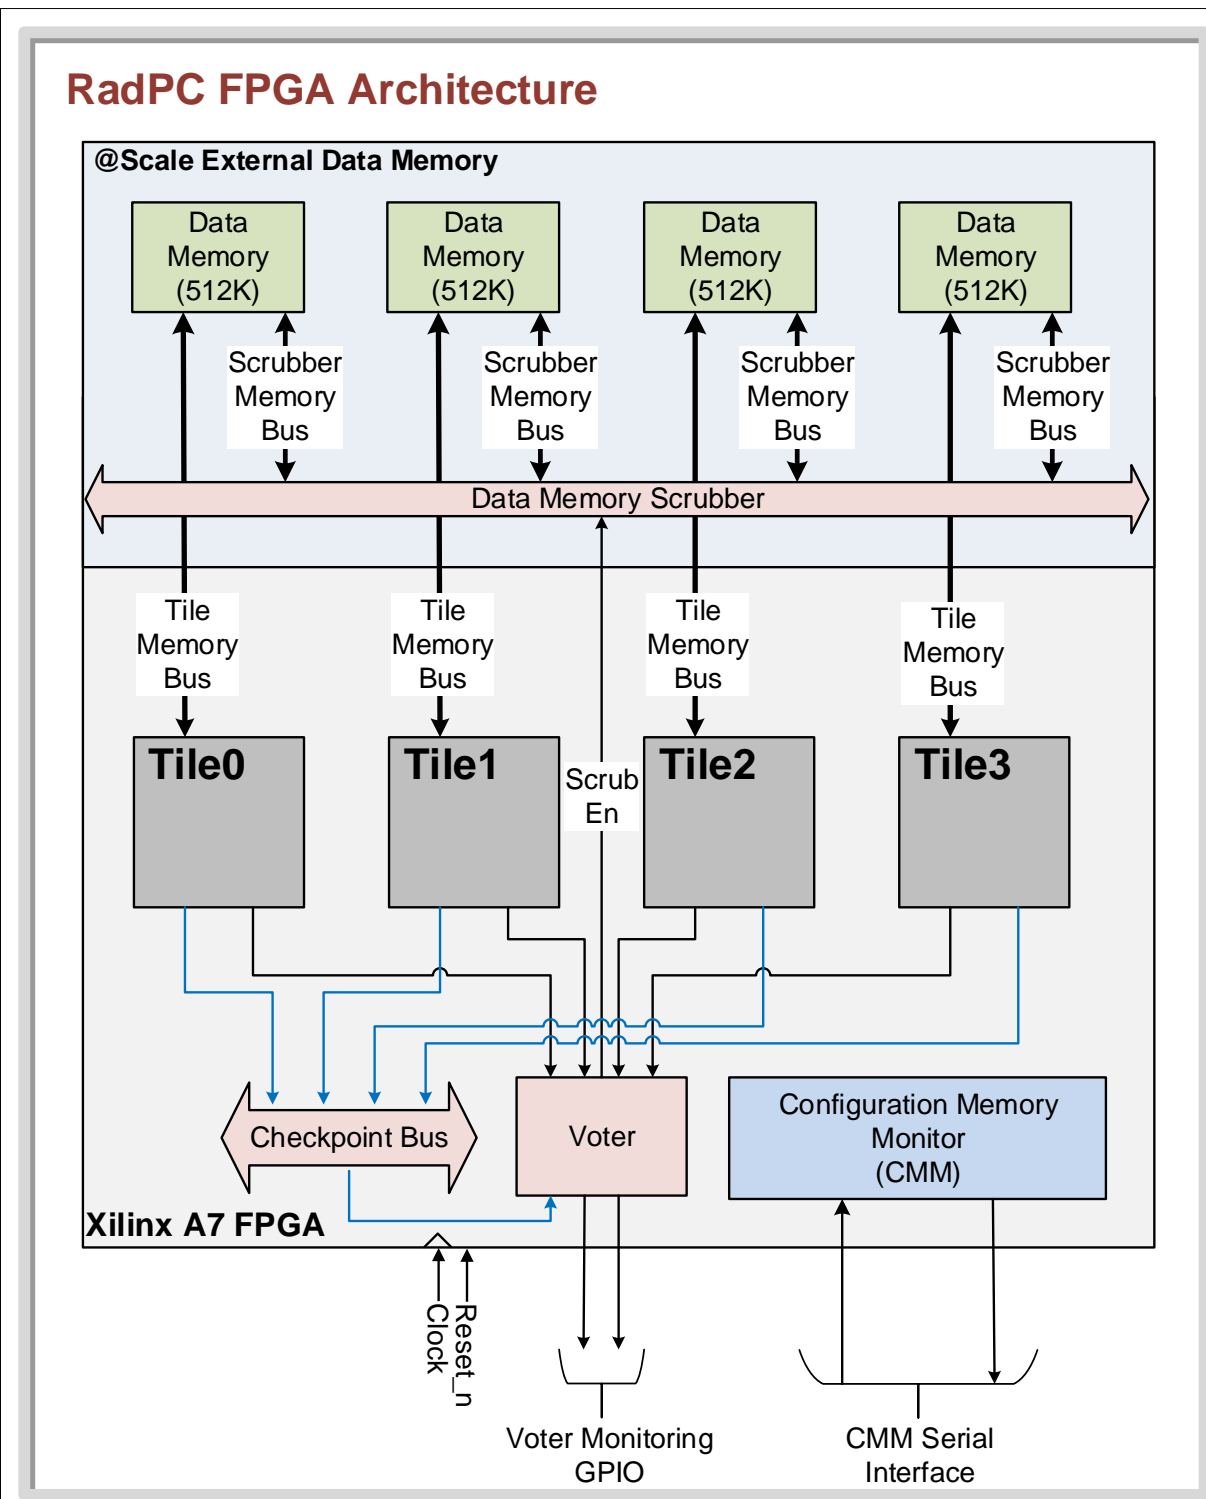 RadPC FPGA Architecture
@Scale External Data Memory
Data
Memory
(512K)
Data
Memory
(512K)
Data
Memory
(512K)
Data
Memory
(512K)
Scrubber
Memory
Bus
Scrubber
Memory
Bus
Scrubber
Memory
Bus
Scrubber
Memory
Bus
Data Memory Scrubber
Tile
Memory
Bus
Tile
Memory
Bus
Tile
Memory
Bus
Tile
Memory
Bus
Tile0
Tile1
Tile2
Tile3
Scrub
En
Checkpoint Bus
Voter
Configuration Memory
Monitor
(CMM)
Xilinx A7 FPGA
Clock
Reset_n
Voter Monitoring
GPIO
CMM Serial
Interface